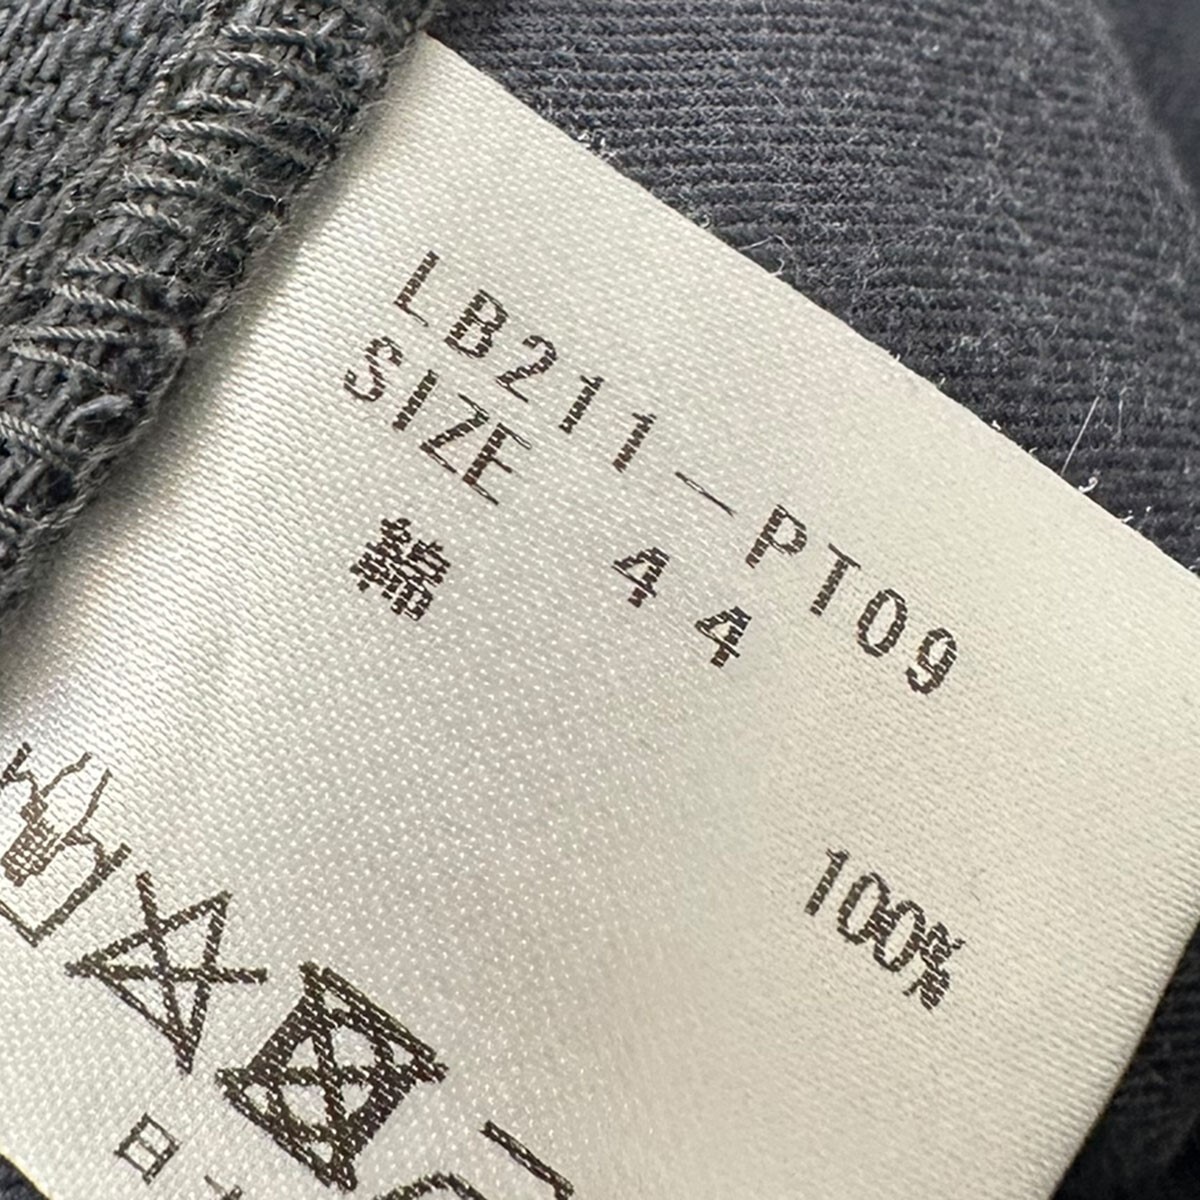 LB211-PT09
SIZE 44
綿 100%